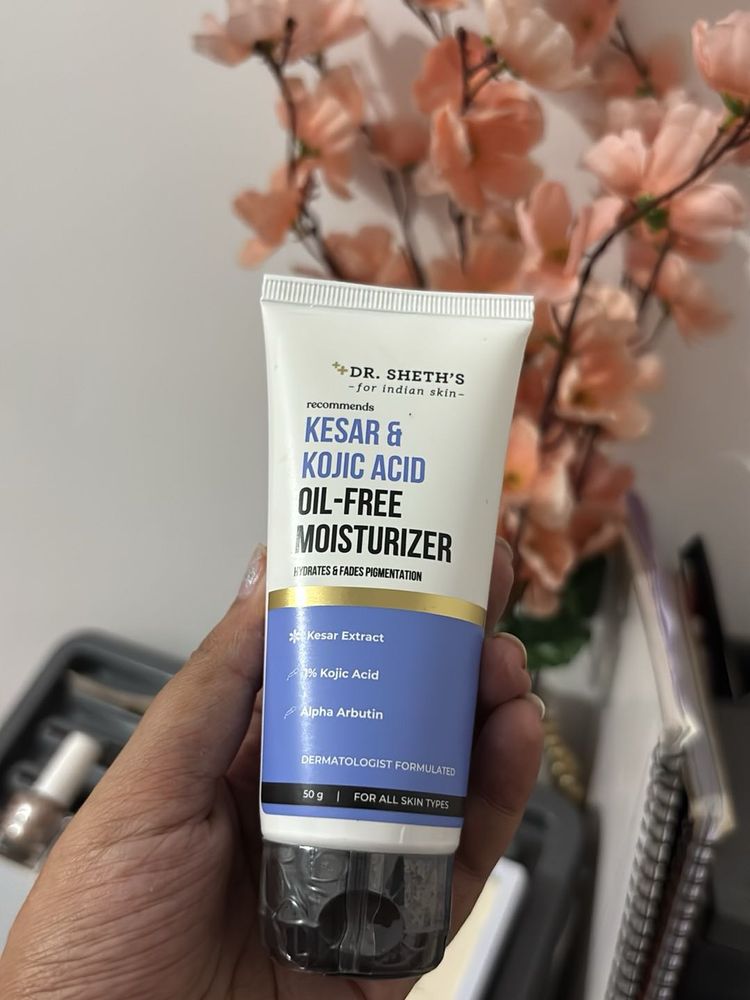 DR. SHETH'S
-for indian skin-
recommends
KESAR &
KOJIC ACID
OIL-FREE
MOISTURIZER
HYDRATES & FADES PIGMENTATION
Kesar Extract
1% Kojic Acid
Alpha Arbutin
DERMATOLOGIST FORMULATED
50 g | FOR ALL SKIN TYPES